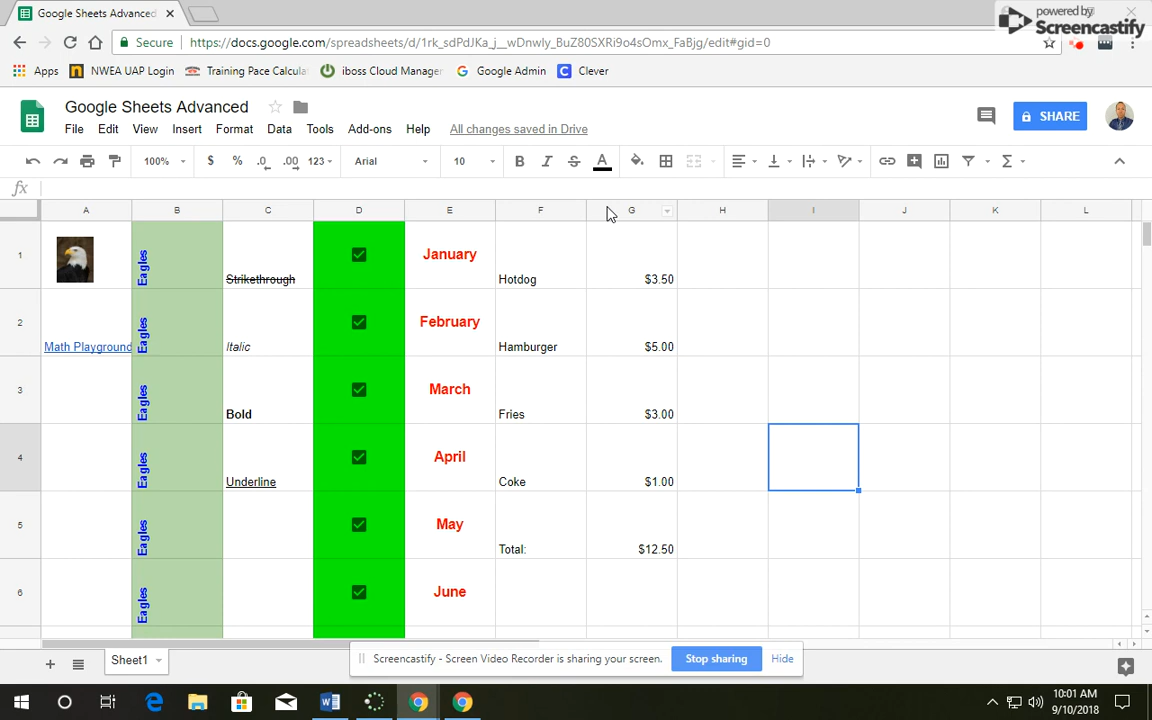 Google Sheets Advanced
powered by
Screencastify
Secure https://docs.google.com/spreadsheets/d/1rk_sdPdJKa_j__wDnwly_BuZ80SXRi9o4sOmx_FaBjg/edit#gid=0
Apps NWEA UAP Login Training Pace Calcula iboss Cloud Manager Google Admin Clever
Google Sheets Advanced
SHARE
File Edit View Insert Format Data Tools Add-ons Help All changes saved in Drive
100% $ % .0 .00 123 Arial 10 B I S A Σ
fx
A B C D E F G H I J K L
1 Eagles Strikethrough January Hotdog $3.50
2 Math Playground Eagles Italic February Hamburger $5.00
3 Eagles Bold March Fries $3.00
4 Eagles Underline April Coke $1.00
5 Eagles May Total: $12.50
6 Eagles June
Screencastify - Screen Video Recorder is sharing your screen. Stop sharing Hide
Sheet1
10:01 AM
9/10/2018